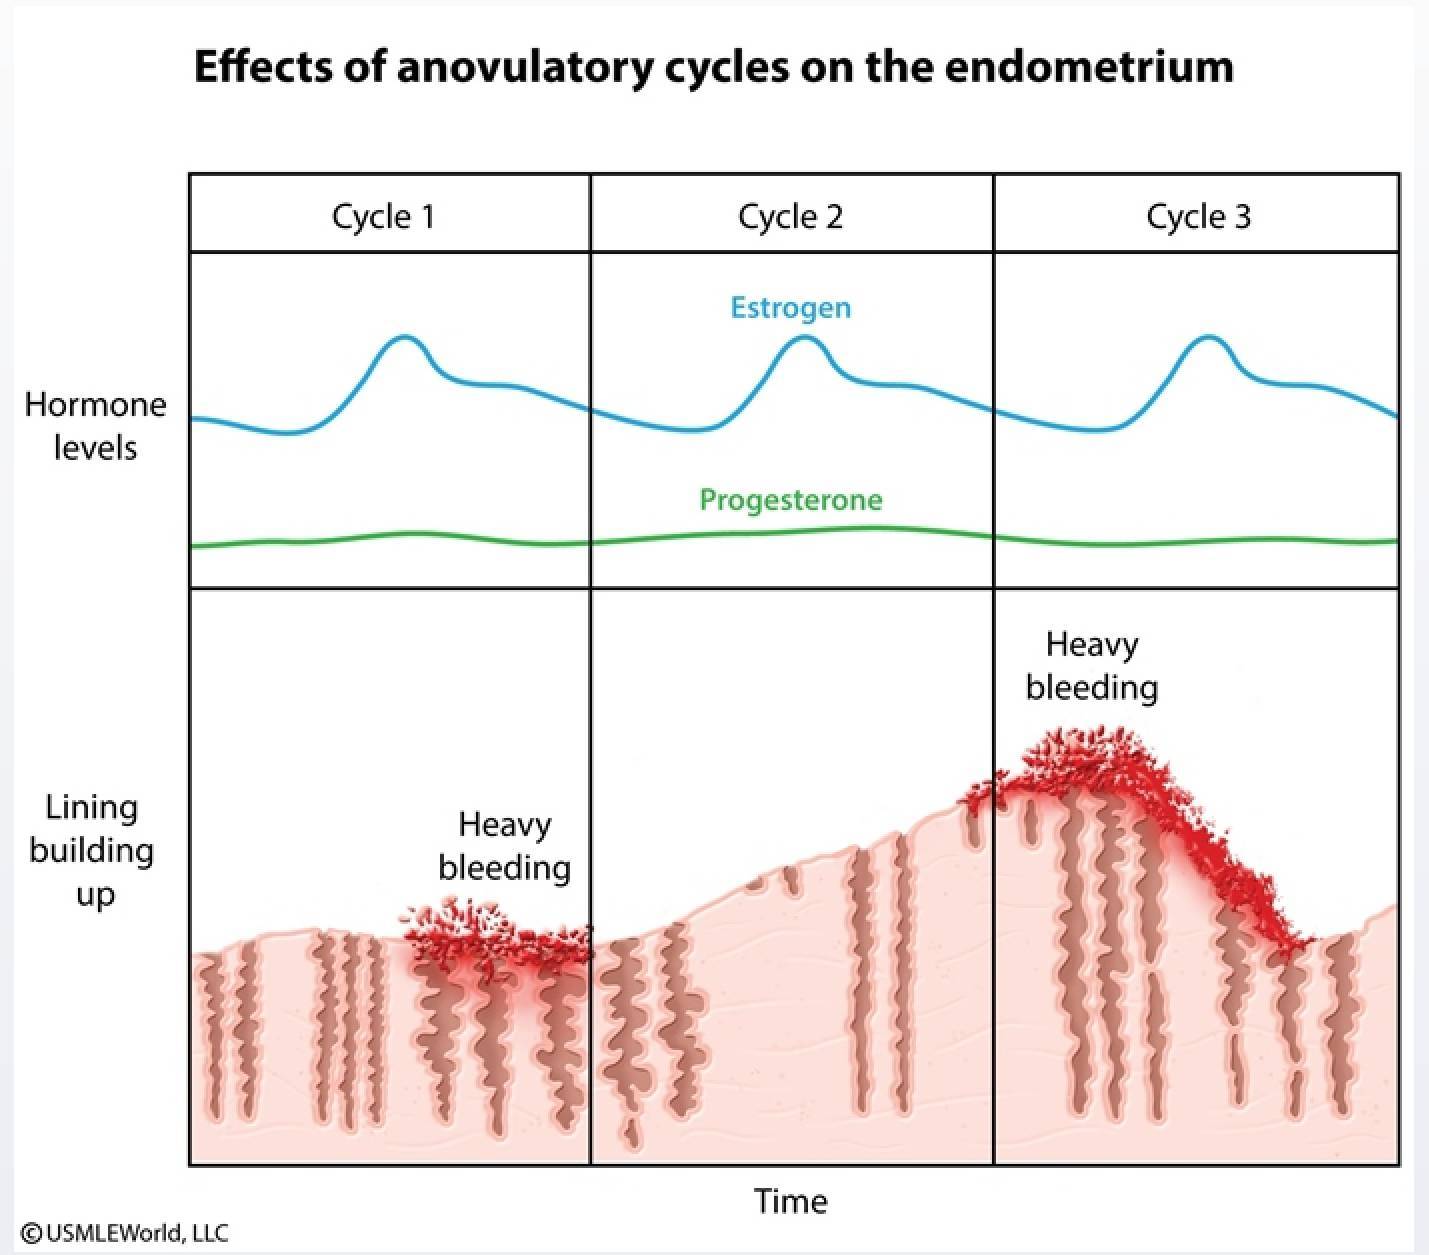 Effects of anovulatory cycles on the endometrium
Cycle 1
Cycle 2
Cycle 3
Hormone
levels
Estrogen
Progesterone
Lining
building
up
Heavy
bleeding
Heavy
bleeding
Time
©USMLEWorld, LLC